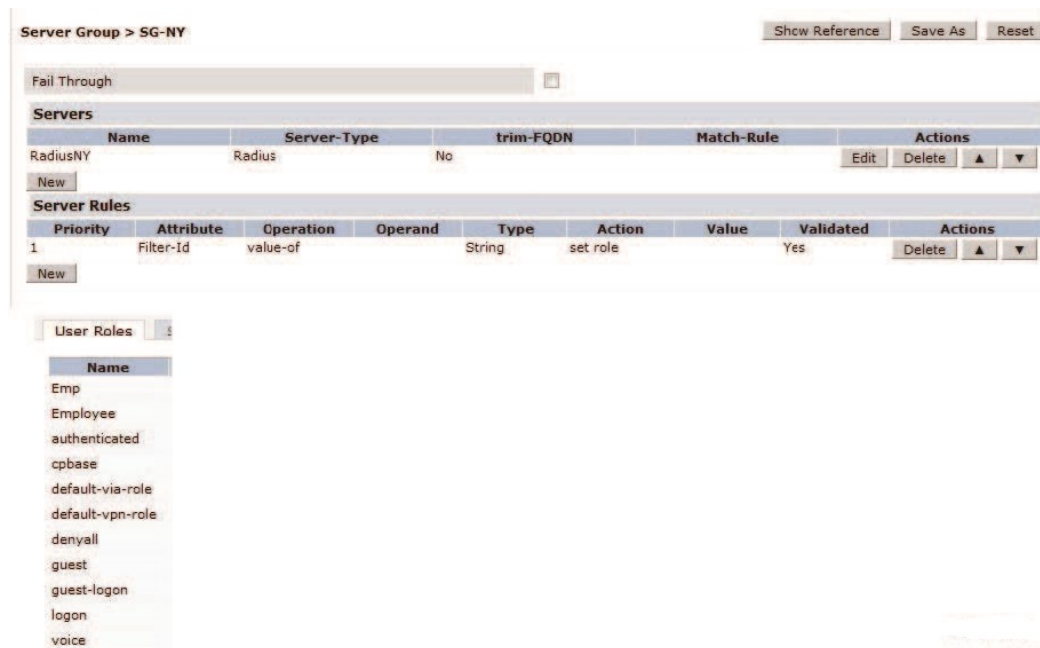 Server Group > SG-NY Show Reference Save As Reset
Fail Through
Servers
Name Server-Type trim-FQDN Match-Rule Actions
RadiusNY Radius No Edit Delete ▲ ▼
New
Server Rules
Priority Attribute Operation Operand Type Action Value Validated Actions
1 Filter-Id value-of String set role Yes Delete ▲ ▼
New
User Roles
Name
Emp
Employee
authenticated
cpbase
default-via-role
default-vpn-role
denyall
guest
guest-logon
logon
voice